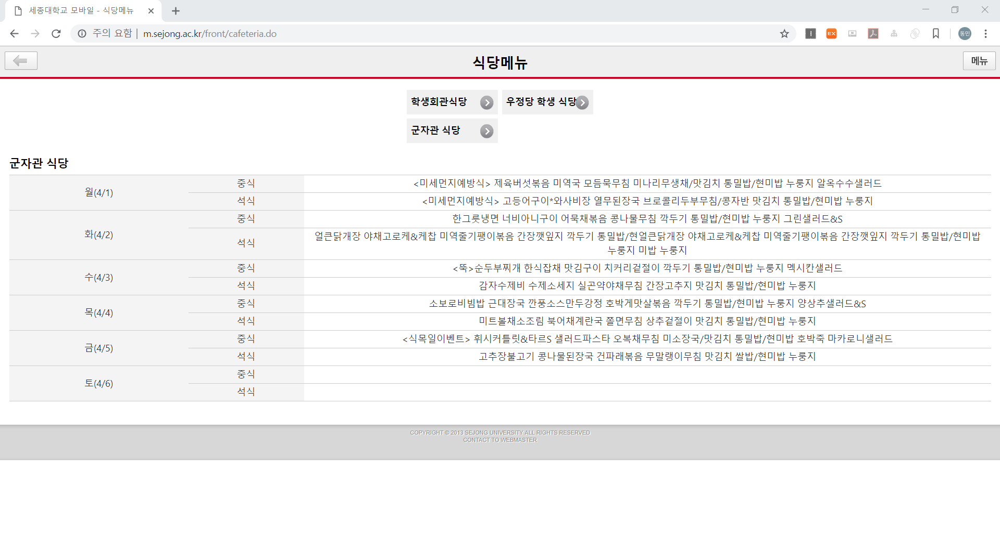 세종대학교 모바일 - 식당메뉴
주의 요함 | m.sejong.ac.kr/front/cafeteria.do
EX
동민
식당메뉴
메뉴
학생회관식당
우정당 학생 식당
군자관 식당
군자관 식당
월(4/1)
중식
<미세먼지예방식> 제육버섯볶음 미역국 모듬묵무침 미나리무생채/맛김치 통밀밥/현미밥 누룽지 알옥수수샐러드
석식
<미세먼지예방식> 고등어구이*와사비장 열무된장국 브로콜리두부무침/콩자반 맛김치 통밀밥/현미밥 누룽지
화(4/2)
중식
한그릇냉면 너비아니구이 어묵채볶음 콩나물무침 깍두기 통밀밥/현미밥 누룽지 그린샐러드&S
석식
얼큰닭개장 야채고로케&케찹 미역줄기팽이볶음 간장깻잎지 깍두기 통밀밥/현얼큰닭개장 야채고로케&케찹 미역줄기팽이볶음 간장깻잎지 깍두기 통밀밥/현미밥
누룽지 미밥 누룽지
수(4/3)
중식
<뚝>순두부찌개 한식잡채 맛김구이 치커리겉절이 깍두기 통밀밥/현미밥 누룽지 멕시칸샐러드
석식
감자수제비 수제소세지 실곤약야채무침 간장고추지 맛김치 통밀밥/현미밥 누룽지
목(4/4)
중식
소보로비빔밥 근대장국 깐풍소스만두강정 호박게맛살볶음 깍두기 통밀밥/현미밥 누룽지 양상추샐러드&S
석식
미트볼채소조림 북어채계란국 쫄면무침 상추겉절이 맛김치 통밀밥/현미밥 누룽지
금(4/5)
중식
<식목일이벤트> 휘시커틀릿&타르S 샐러드파스타 오복채무침 미소장국/맛김치 통밀밥/현미밥 호박죽 마카로니샐러드
석식
고추장불고기 콩나물된장국 건파래볶음 무말랭이무침 맛김치 쌀밥/현미밥 누룽지
토(4/6)
중식
석식
COPYRIGHT © 2013 SEJONG UNIVERSITY ALL RIGHTS RESERVED
CONTACT TO WEBMASTER